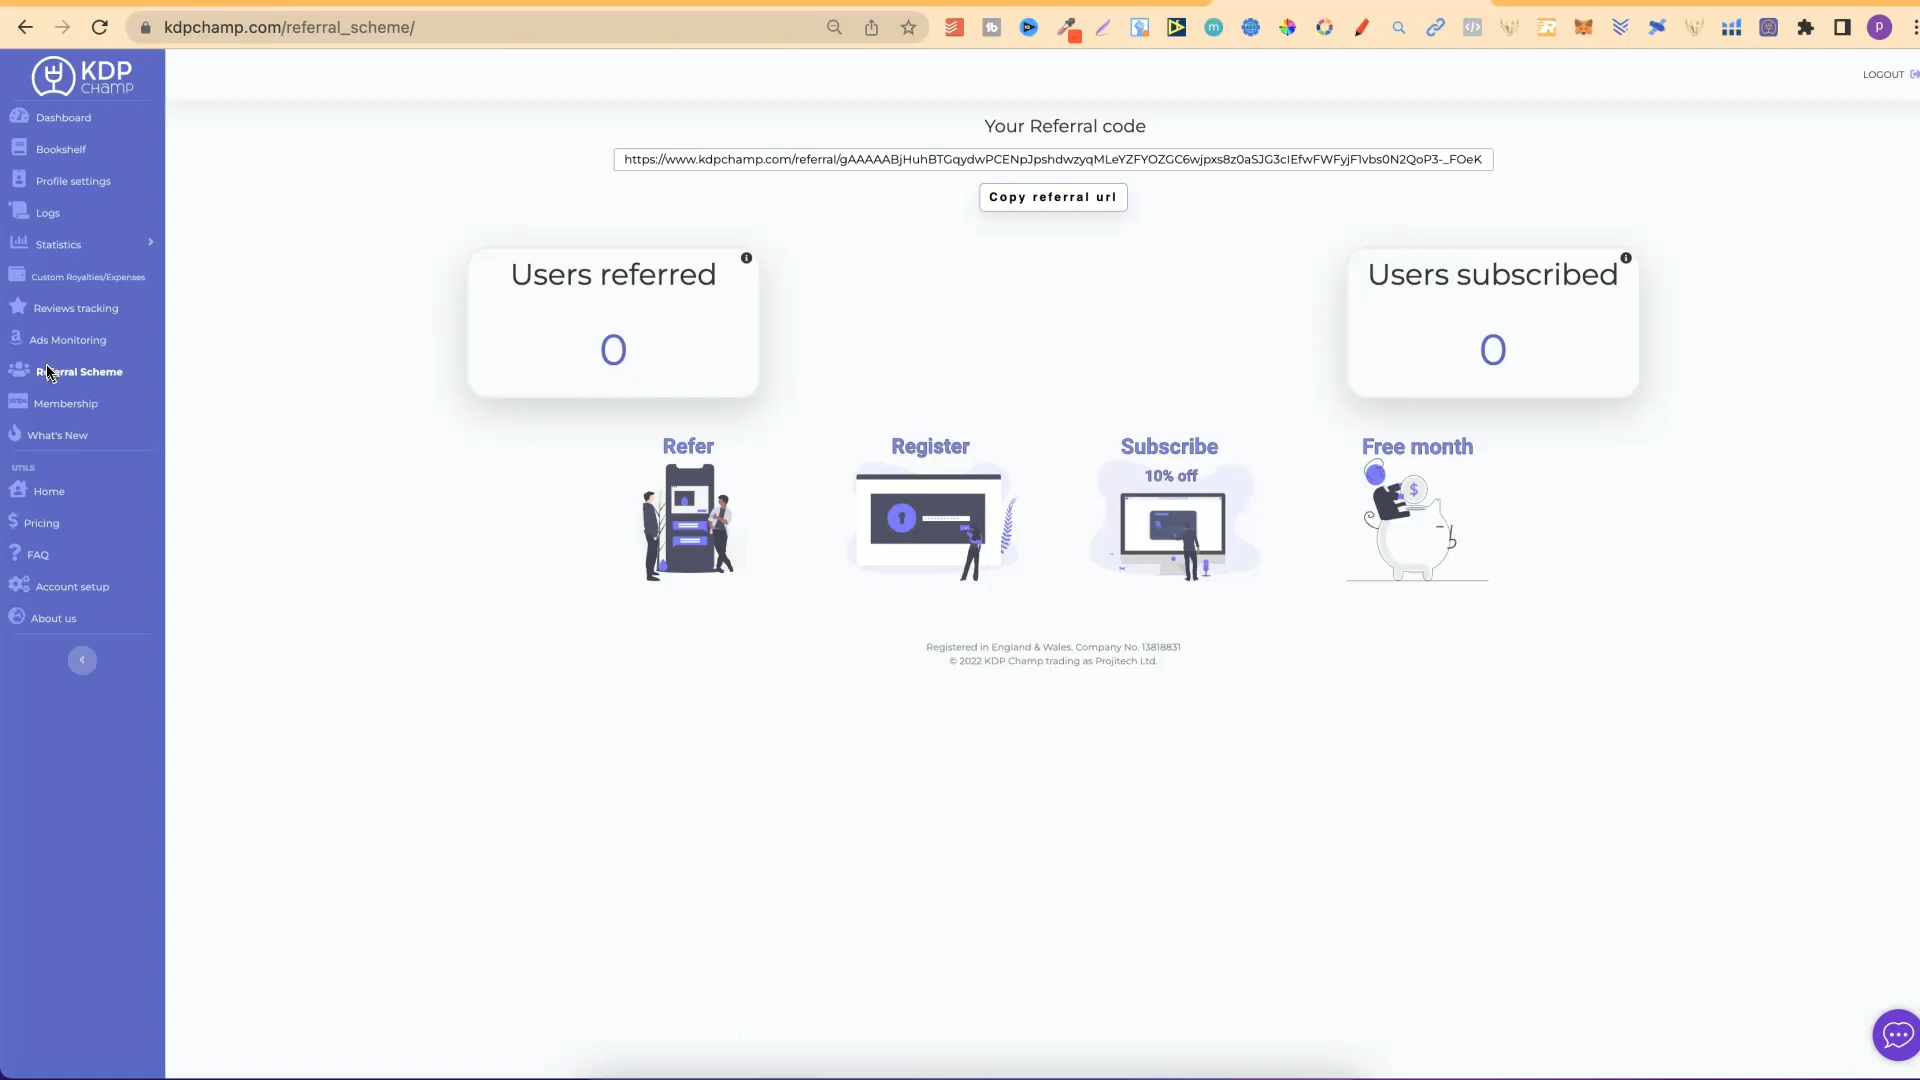 kdpchamp.com/referral_scheme/
P
KDP
CHAMP
LOGOUT
Dashboard
Bookshelf
Profile settings
Logs
Statistics
Custom Royalties/Expenses
Reviews tracking
Ads Monitoring
Referral Scheme
Membership
What's New
UTILS
Home
Pricing
FAQ
Account setup
About us
Your Referral code
https://www.kdpchamp.com/referral/gAAAAABjHuhBTGqydwPCENpJpshdwzyqMLeYZFYOZGC6wjpxs8z0aSJG3cIEfwFWFyjF1vbs0N2QoP3-_FOeK
Copy referral url
Users referred
0
Users subscribed
0
Refer
Register
Subscribe
10% off
Free month
Registered in England & Wales. Company No. 13818831
© 2022 KDP Champ trading as Projitech Ltd.